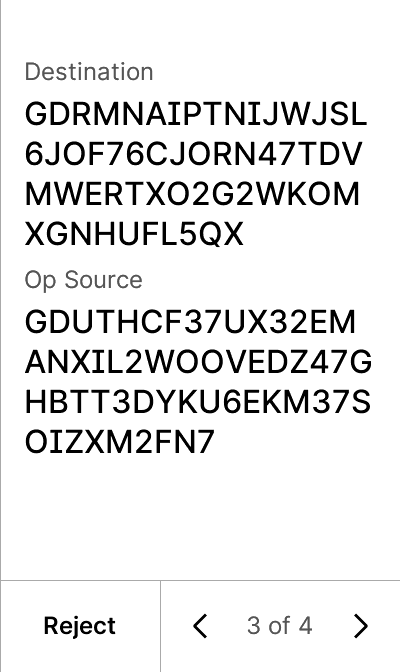 Destination
GDRMNAIPTNIJWJSL
6JOF76CJORN47TDV
MWERTXO2G2WKOM
XGNHUFL5QX
Op Source
GDUTHCF37UX32EM
ANXIL2WOOVEDZ47G
HBTT3DYKU6EKM37S
OIZXM2FN7
Reject
3 of 4